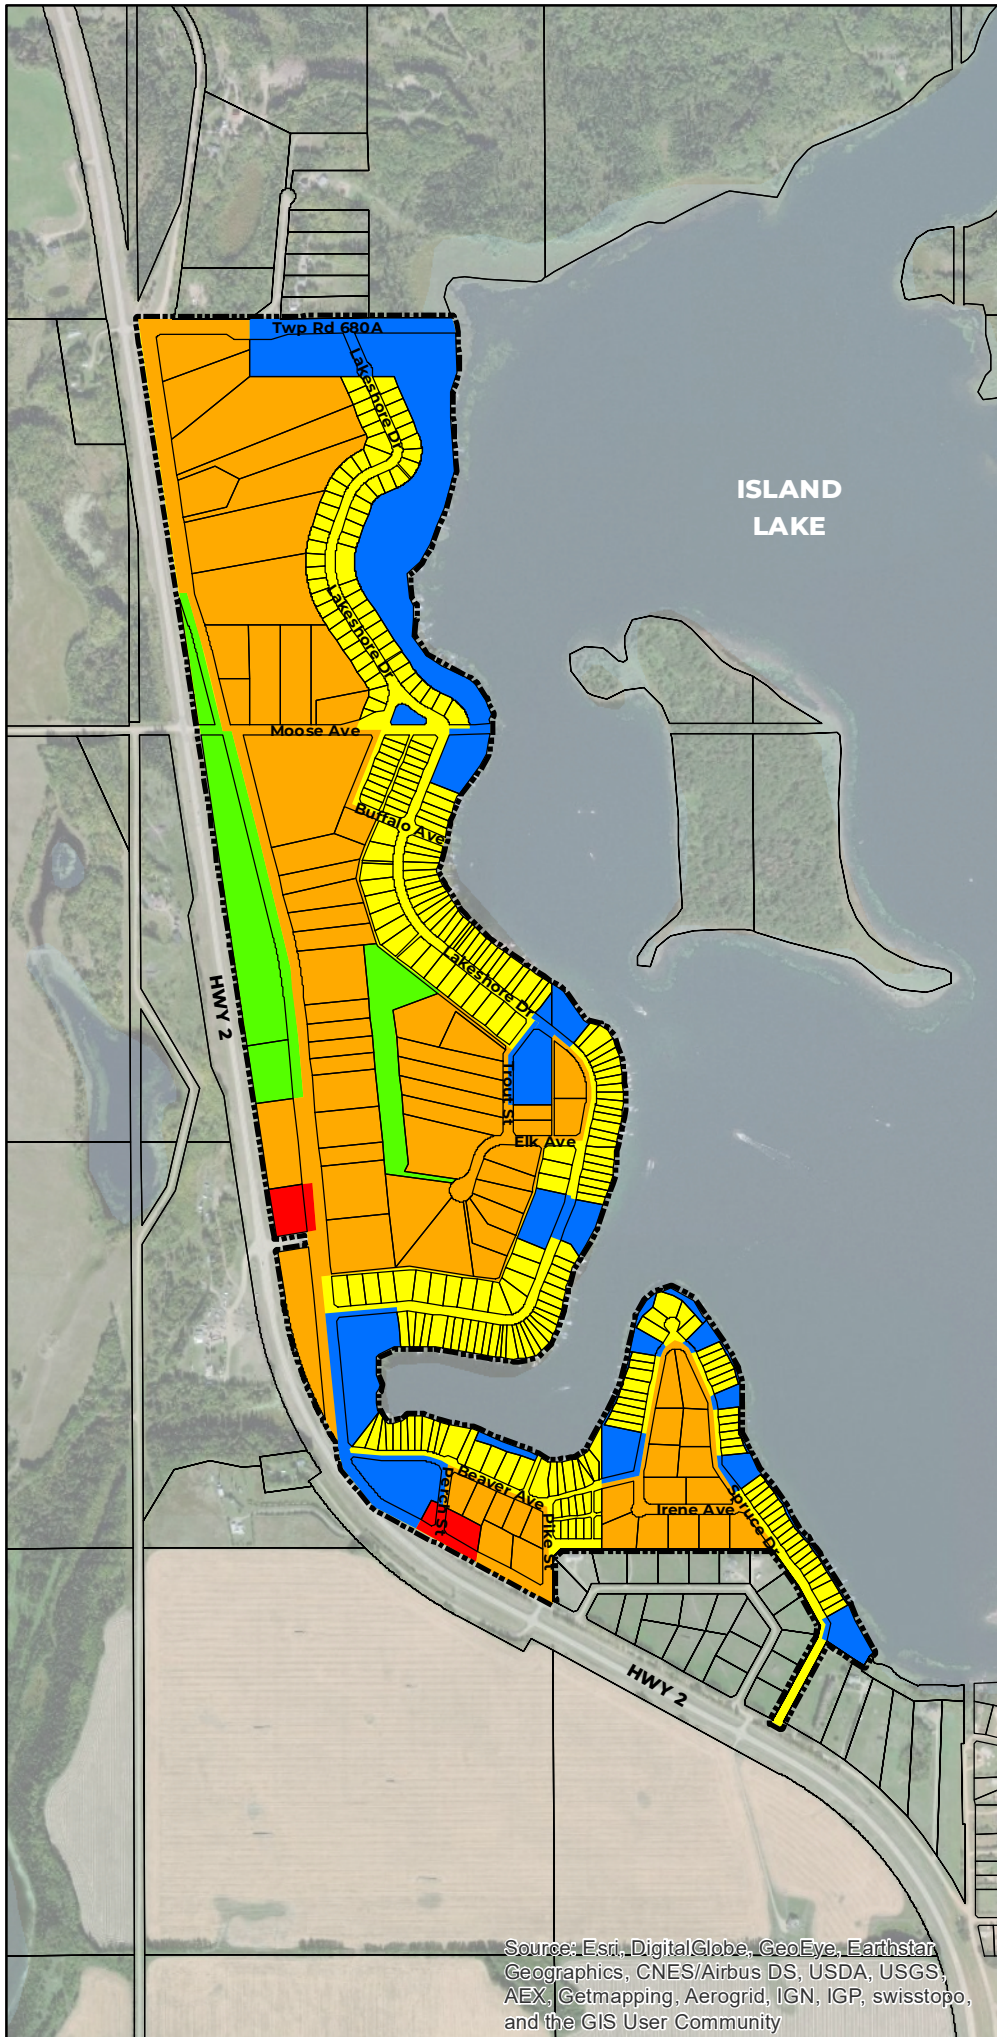 Twp Rd 680A
Lakeshore Dr
ISLAND
LAKE
Lakeshore Dr
Moose Ave
Buffalo Ave
Lakeshore Dr
HWY 2
Trout St
Elk Ave
Beaver Ave
Perch St
Pike St
Irene Ave
Spruce Dr
HWY 2
Source: Esri, DigitalGlobe, GeoEye, Earthstar
Geographics, CNES/Airbus DS, USDA, USGS,
AEX, Getmapping, Aerogrid, IGN, IGP, swisstopo,
and the GIS User Community